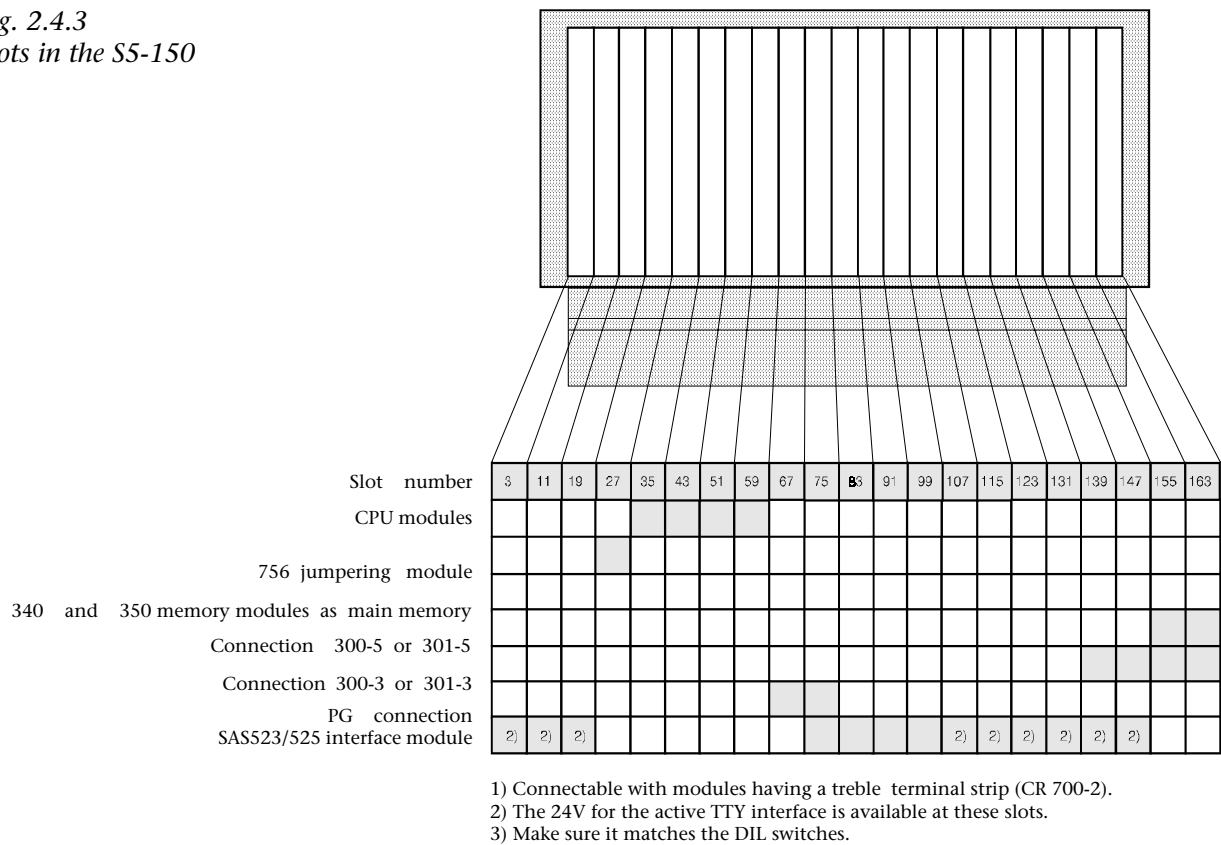 g. 2.4.3
ots in the S5-150
Slot number 3 11 19 27 35 43 51 59 67 75 83 91 99 107 115 123 131 139 147 155 163
CPU modules
756 jumpering module
340 and 350 memory modules as main memory
Connection 300-5 or 301-5
Connection 300-3 or 301-3
PG connection
SAS523/525 interface module 2) 2) 2) 2) 2) 2) 2) 2) 2)
1) Connectable with modules having a treble terminal strip (CR 700-2).
2) The 24V for the active TTY interface is available at these slots.
3) Make sure it matches the DIL switches.